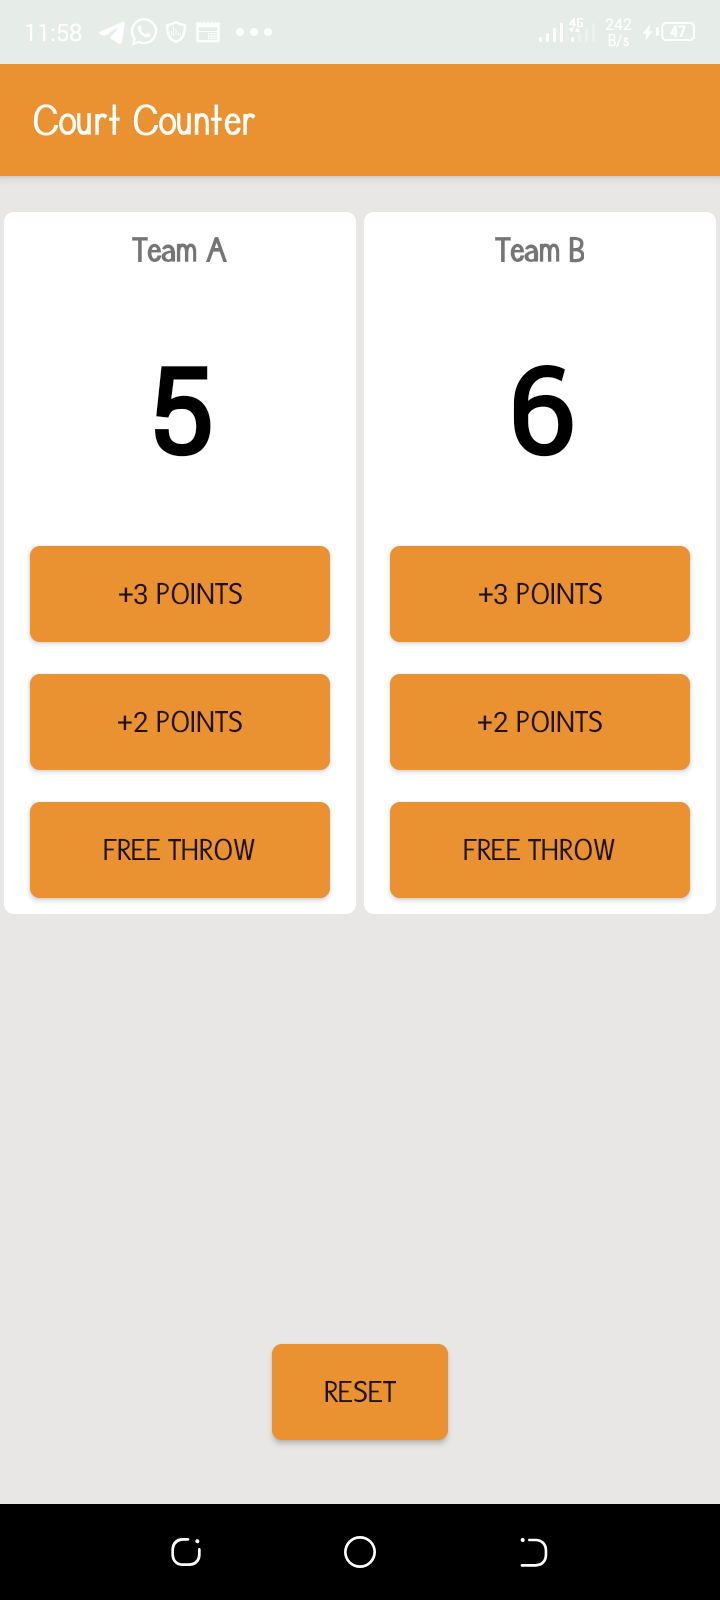 11:58
4G
242
B/s
47
Court Counter
Team A
5
+3 POINTS
+2 POINTS
FREE THROW
Team B
6
+3 POINTS
+2 POINTS
FREE THROW
RESET